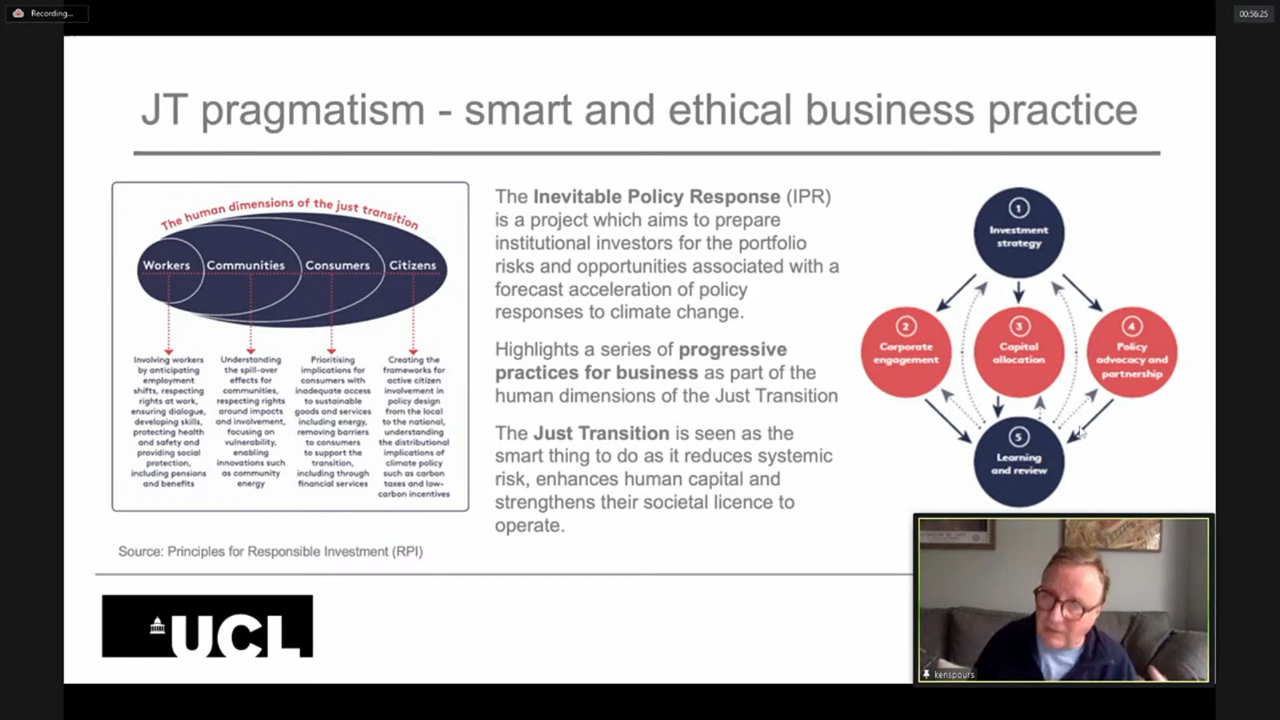 Recording...
00:56:25
JT pragmatism - smart and ethical business practice
The human dimensions of the just transition
Workers
Communities
Consumers
Citizens
Involving workers
by anticipating
employment
shifts, respecting
rights at work,
ensuring dialogue,
developing skills,
protecting health
and safety and
providing social
protection,
including pensions
and benefits
Understanding
the spill-over
effects for
communities,
respecting rights
around impacts
and involvement,
focusing on
vulnerability,
enabling
innovations such
as community
energy
Prioritising
implications for
consumers with
inadequate access
to sustainable
goods and services
including energy,
removing barriers
to consumers
to support the
transition,
including through
financial services
Creating the
frameworks for
active citizen
involvement in
policy design
from the local
to the national,
understanding
the distributional
implications of
climate policy
such as carbon
taxes and low-
carbon incentives
Source: Principles for Responsible Investment (RPI)
The Inevitable Policy Response (IPR)
is a project which aims to prepare
institutional investors for the portfolio
risks and opportunities associated with a
forecast acceleration of policy
responses to climate change.
Highlights a series of progressive
practices for business as part of the
human dimensions of the Just Transition
The Just Transition is seen as the
smart thing to do as it reduces systemic
risk, enhances human capital and
strengthens their societal licence to
operate.
1
Investment
strategy
2
Corporate
engagement
3
Capital
allocation
4
Policy
advocacy and
partnership
5
Learning
and review
UCL
kenspours